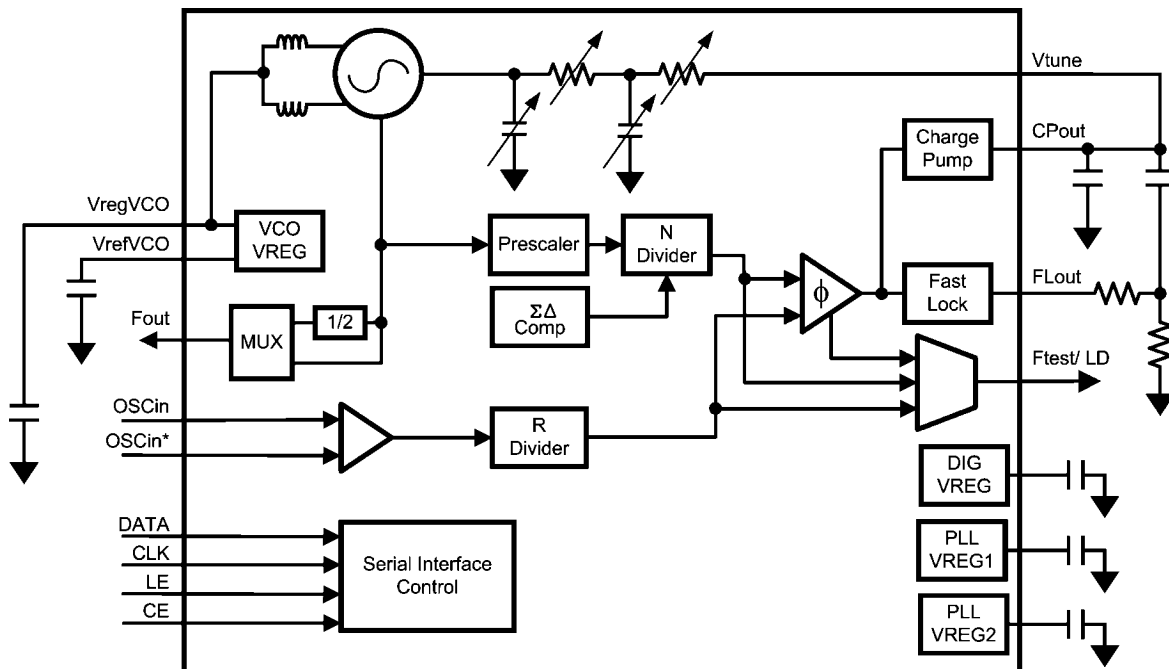 Vtune
Charge
Pump
CPout
VregVCO
VCO
VREG
VrefVCO
Prescaler
N
Divider
ΣΔ
Comp
ϕ
Fast
Lock
FLout
Fout
MUX
1/2
Ftest/ LD
OSCin
OSCin*
R
Divider
DIG
VREG
DATA
CLK
LE
CE
Serial Interface
Control
PLL
VREG1
PLL
VREG2